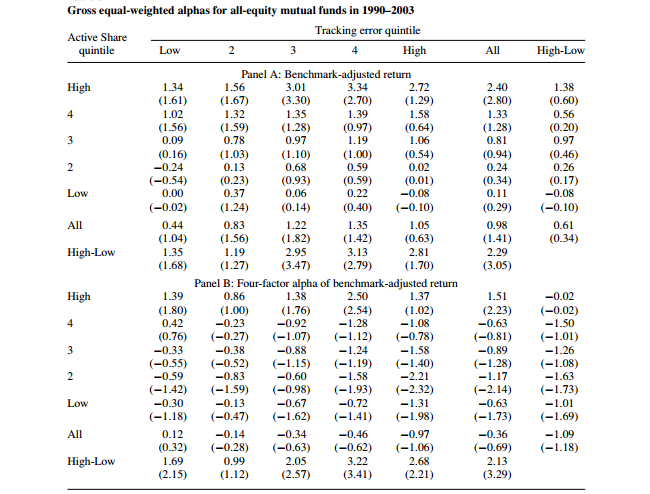 Gross equal-weighted alphas for all-equity mutual funds in 1990–2003
Tracking error quintile
Active Share
quintile Low 2 3 4 High All High-Low
Panel A: Benchmark-adjusted return
High 1.34 1.56 3.01 3.34 2.72 2.40 1.38
(1.61) (1.67) (3.30) (2.70) (1.29) (2.80) (0.60)
4 1.02 1.32 1.35 1.39 1.58 1.33 0.56
(1.56) (1.59) (1.28) (0.97) (0.64) (1.28) (0.20)
3 0.09 0.78 0.97 1.19 1.06 0.81 0.97
(0.16) (1.03) (1.10) (1.00) (0.54) (0.94) (0.46)
2 −0.24 0.13 0.68 0.59 0.02 0.24 0.26
(−0.54) (0.23) (0.93) (0.59) (0.01) (0.34) (0.17)
Low 0.00 0.37 0.06 0.22 −0.08 0.11 −0.08
(−0.02) (1.24) (0.14) (0.40) (−0.10) (0.29) (−0.10)
All 0.44 0.83 1.22 1.35 1.05 0.98 0.61
(1.04) (1.56) (1.82) (1.42) (0.63) (1.41) (0.34)
High-Low 1.35 1.19 2.95 3.13 2.81 2.29
(1.68) (1.27) (3.47) (2.79) (1.70) (3.05)
Panel B: Four-factor alpha of benchmark-adjusted return
High 1.39 0.86 1.38 2.50 1.37 1.51 −0.02
(1.80) (1.00) (1.76) (2.54) (1.02) (2.23) (−0.02)
4 0.42 −0.23 −0.92 −1.28 −1.08 −0.63 −1.50
(0.76) (−0.27) (−1.07) (−1.12) (−0.78) (−0.81) (−1.01)
3 −0.33 −0.38 −0.88 −1.24 −1.58 −0.89 −1.26
(−0.55) (−0.52) (−1.15) (−1.19) (−1.40) (−1.28) (−1.08)
2 −0.59 −0.83 −0.60 −1.58 −2.21 −1.17 −1.63
(−1.42) (−1.59) (−0.98) (−1.93) (−2.32) (−2.14) (−1.73)
Low −0.30 −0.13 −0.67 −0.72 −1.31 −0.63 −1.01
(−1.18) (−0.47) (−1.62) (−1.41) (−1.98) (−1.73) (−1.69)
All 0.12 −0.14 −0.34 −0.46 −0.97 −0.36 −1.09
(0.32) (−0.28) (−0.63) (−0.62) (−1.06) (−0.69) (−1.18)
High-Low 1.69 0.99 2.05 3.22 2.68 2.13
(2.15) (1.12) (2.57) (3.41) (2.21) (3.29)